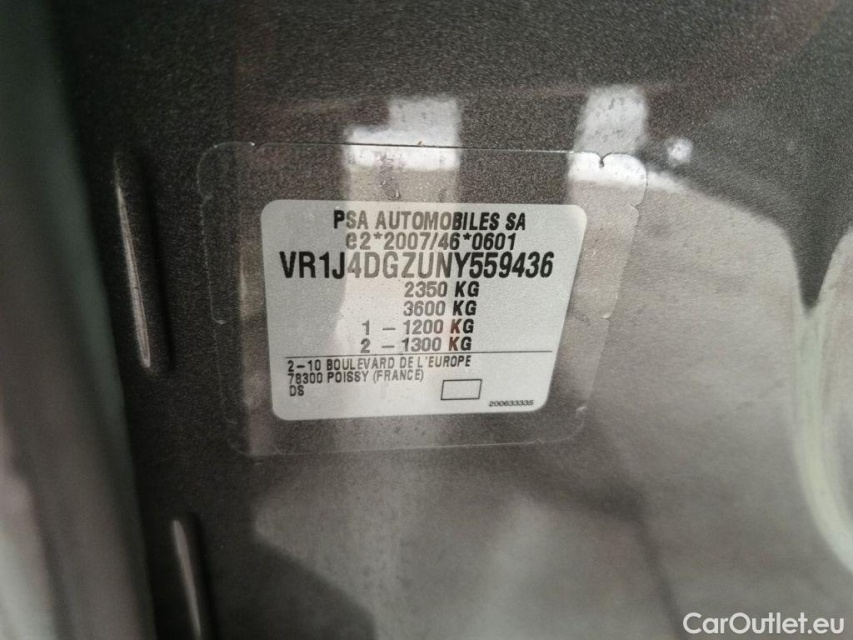 PSA AUTOMOBILES SA
e2*2007/46*0601
VR1J4DGZUNY559436
2350 KG
3600 KG
1 - 1200 KG
2 - 1300 KG
2-10 BOULEVARD DE L'EUROPE
78300 POISSY (FRANCE)
DS
200633335
CarOutlet.eu